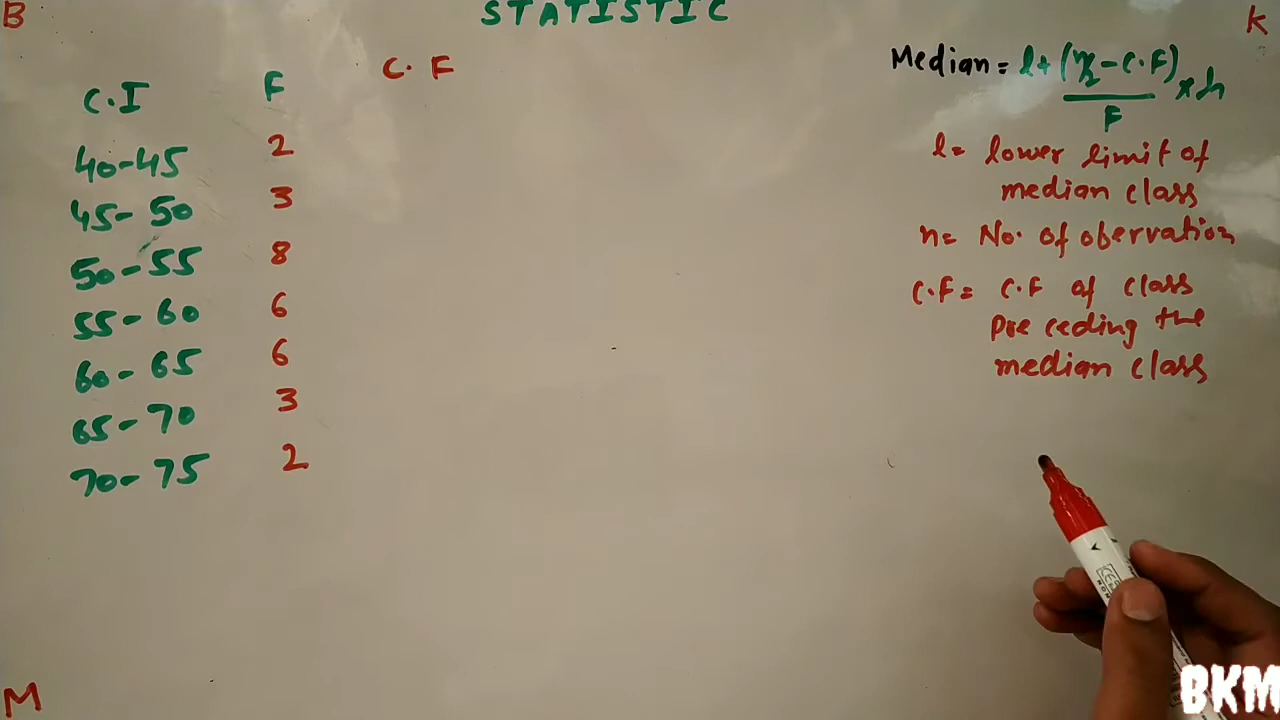 B
STATISTIC
K
C.I F C.F
40-45 2
45-50 3
50-55 8
55-60 6
60-65 6
65-70 3
70-75 2
Median = l+(n/2-C.F)/F × h
l= lower limit of
median class
n= No. of obervation
C.F= C.F of class
Pre ceding the
median class
M
BKM